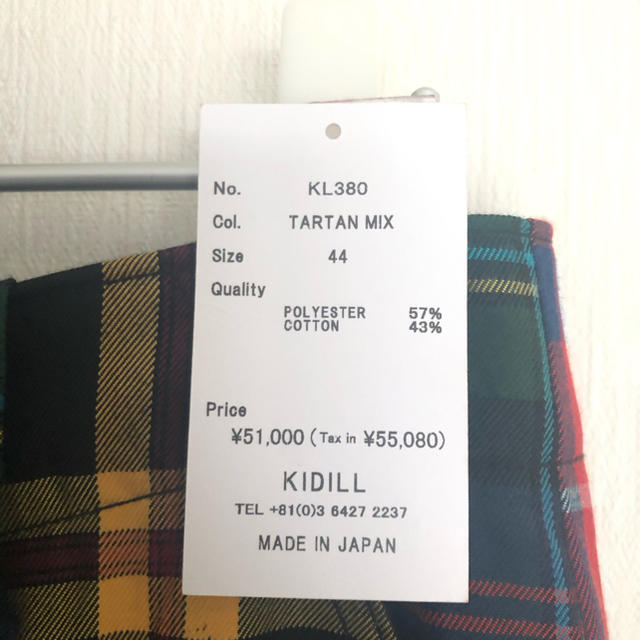 No. KL380
Col. TARTAN MIX
Size 44
Quality
POLYESTER 57%
COTTON 43%
Price
¥51,000 (Tax in ¥55,080)
KIDILL
TEL +81(0)3 6427 2237
MADE IN JAPAN